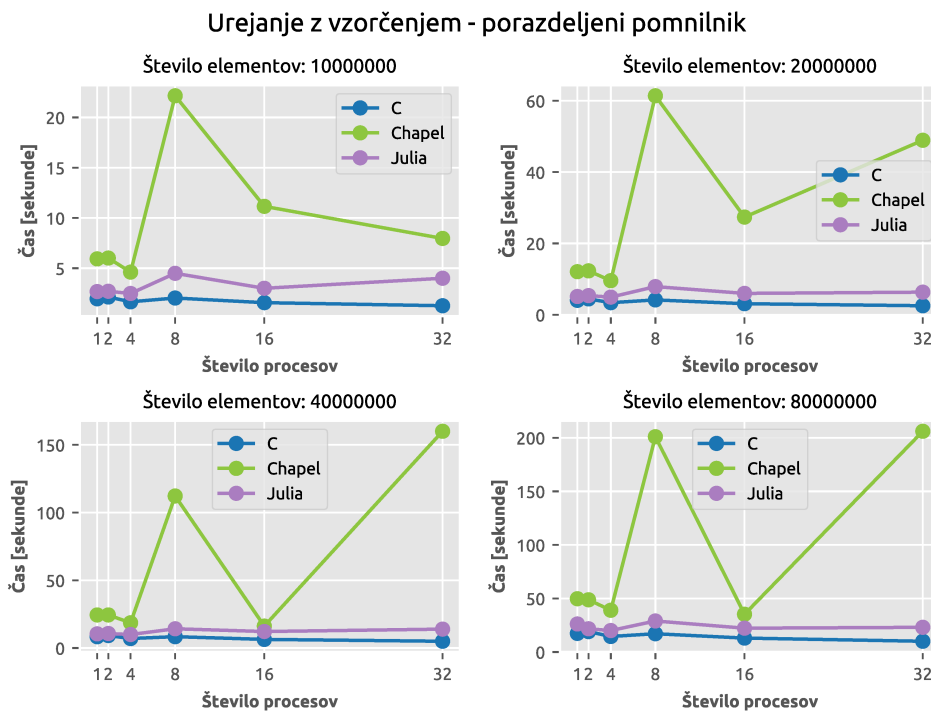 Urejanje z vzorčenjem - porazdeljeni pomnilnik
Število elementov: 10000000
Čas [sekunde]
20
15
10
5
C
Chapel
Julia
1 2 4 8 16 32
Število procesov
Število elementov: 20000000
Čas [sekunde]
60
40
20
0
C
Chapel
Julia
1 2 4 8 16 32
Število procesov
Število elementov: 40000000
Čas [sekunde]
150
100
50
0
C
Chapel
Julia
1 2 4 8 16 32
Število procesov
Število elementov: 80000000
Čas [sekunde]
200
150
100
50
0
C
Chapel
Julia
1 2 4 8 16 32
Število procesov